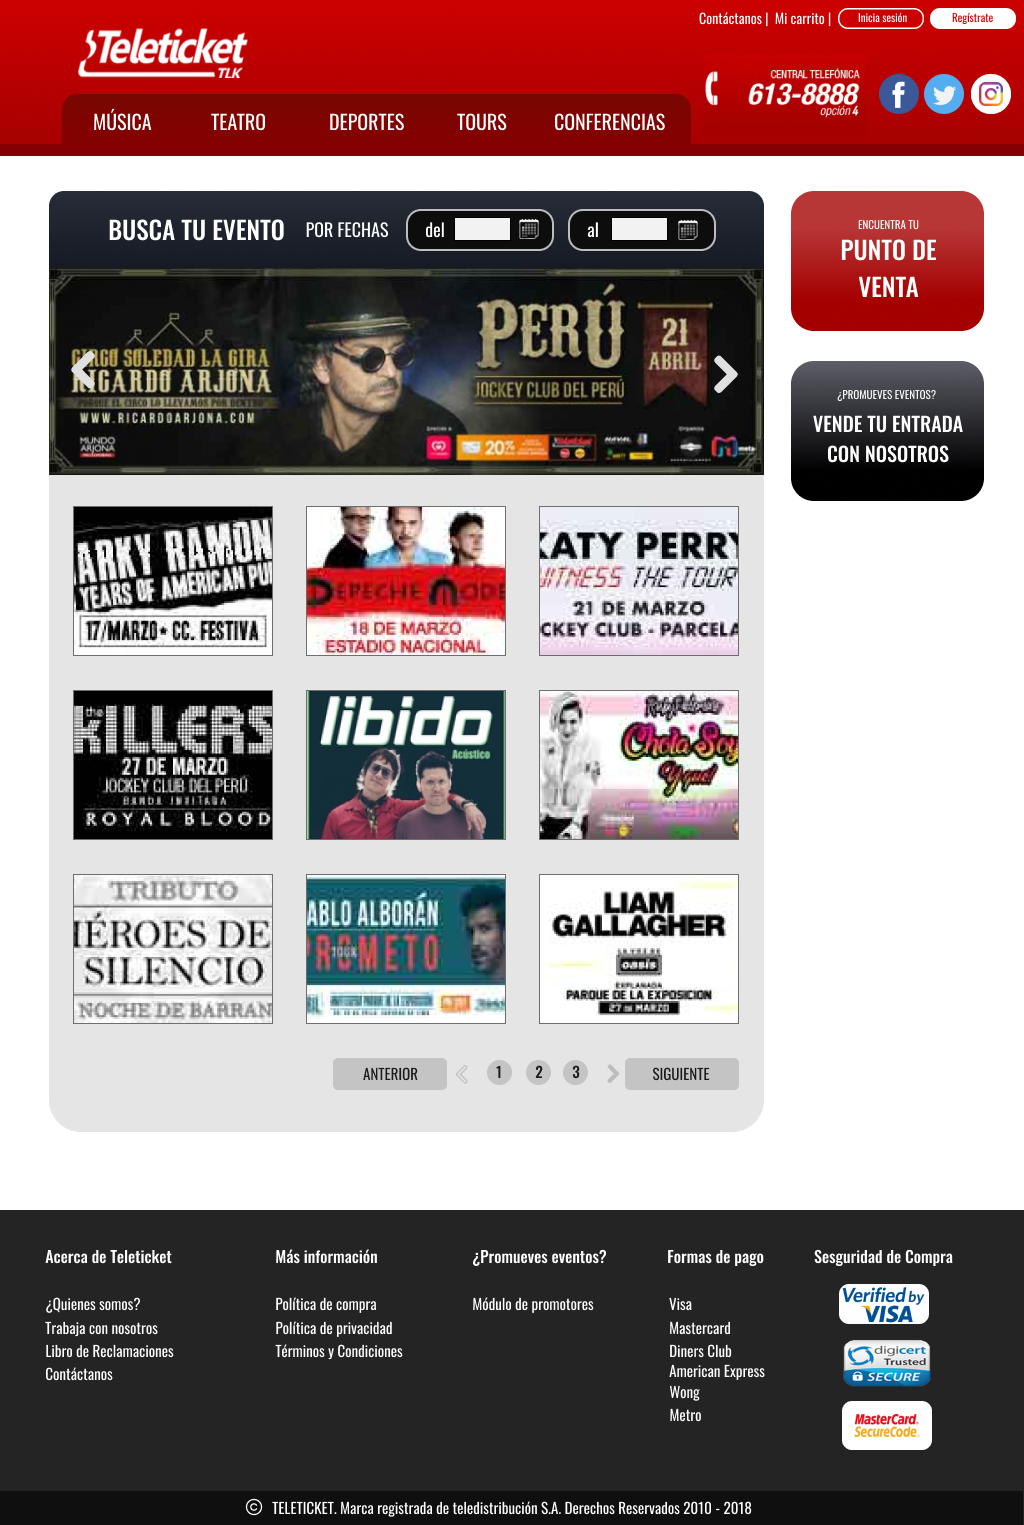 Contáctanos | Mi carrito | Inicia sesión Regístrate
Teleticket
TLK
CENTRAL TELEFÓNICA
613-8888
opción 4
MÚSICA TEATRO DEPORTES TOURS CONFERENCIAS
BUSCA TU EVENTO POR FECHAS del al
ENCUENTRA TU
PUNTO DE
VENTA
CIRCO SOLEDAD LA GIRA
RICARDO ARJONA
PORQUE EL CIRCO LO LLEVAMOS POR DENTRO
WWW.RICARDOARJONA.COM
MUNDO
ARJONA
PERÚ
JOCKEY CLUB DEL PERÚ
21
ABRIL
20%
¿PROMUEVES EVENTOS?
VENDE TU ENTRADA
CON NOSOTROS
ARKY RAMON
YEARS OF AMERICAN PU
17/MARZO ★ CC. FESTIVA
DEPECHE MODE
18 DE MARZO
ESTADIO NACIONAL
KATY PERRY
WITNESS THE TOUR
21 DE MARZO
OCKEY CLUB - PARCELA
the
KILLERS
27 DE MARZO
JOCKEY CLUB DEL PERÚ
BANDA INVITADA
ROYAL BLOOD
libido
Acústico
Chola Soy
Y que!
TRIBUTO
HÉROES DE
SILENCIO
NOCHE DE BARRAN
ABLO ALBORÁN
PROMETO
LIAM
GALLAGHER
oasis
EXPLANADA
PARQUE DE LA EXPOSICION
27 DE MARZO
ANTERIOR 1 2 3 SIGUIENTE
Acerca de Teleticket
¿Quienes somos?
Trabaja con nosotros
Libro de Reclamaciones
Contáctanos
Más información
Política de compra
Política de privacidad
Términos y Condiciones
¿Promueves eventos?
Módulo de promotores
Formas de pago
Visa
Mastercard
Diners Club
American Express
Wong
Metro
Sesguridad de Compra
Verified by
VISA
digicert
Trusted
SECURE
MasterCard.
SecureCode.
© TELETICKET. Marca registrada de teledistribución S.A. Derechos Reservados 2010 - 2018